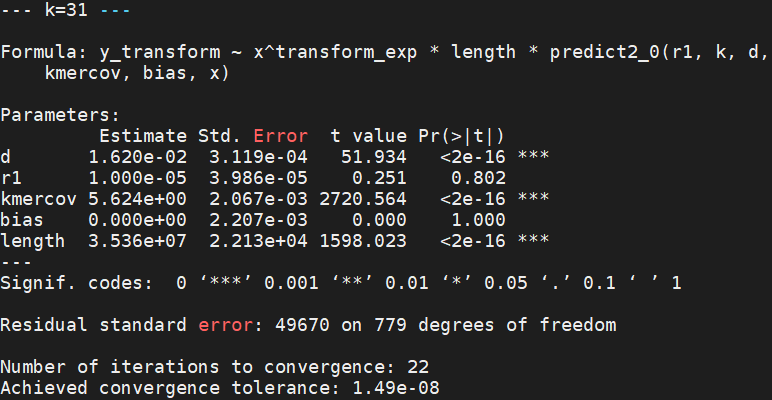 --- k=31 ---

Formula: y_transform ~ x^transform_exp * length * predict2_0(r1, k, d,
    kmercov, bias, x)

Parameters:
         Estimate Std. Error  t value Pr(>|t|)
d       1.620e-02  3.119e-04   51.934   <2e-16 ***
r1      1.000e-05  3.986e-05    0.251    0.802
kmercov 5.624e+00  2.067e-03 2720.564   <2e-16 ***
bias    0.000e+00  2.207e-03    0.000    1.000
length  3.536e+07  2.213e+04 1598.023   <2e-16 ***
---
Signif. codes:  0 ‘***’ 0.001 ‘**’ 0.01 ‘*’ 0.05 ‘.’ 0.1 ‘ ’ 1

Residual standard error: 49670 on 779 degrees of freedom

Number of iterations to convergence: 22
Achieved convergence tolerance: 1.49e-08